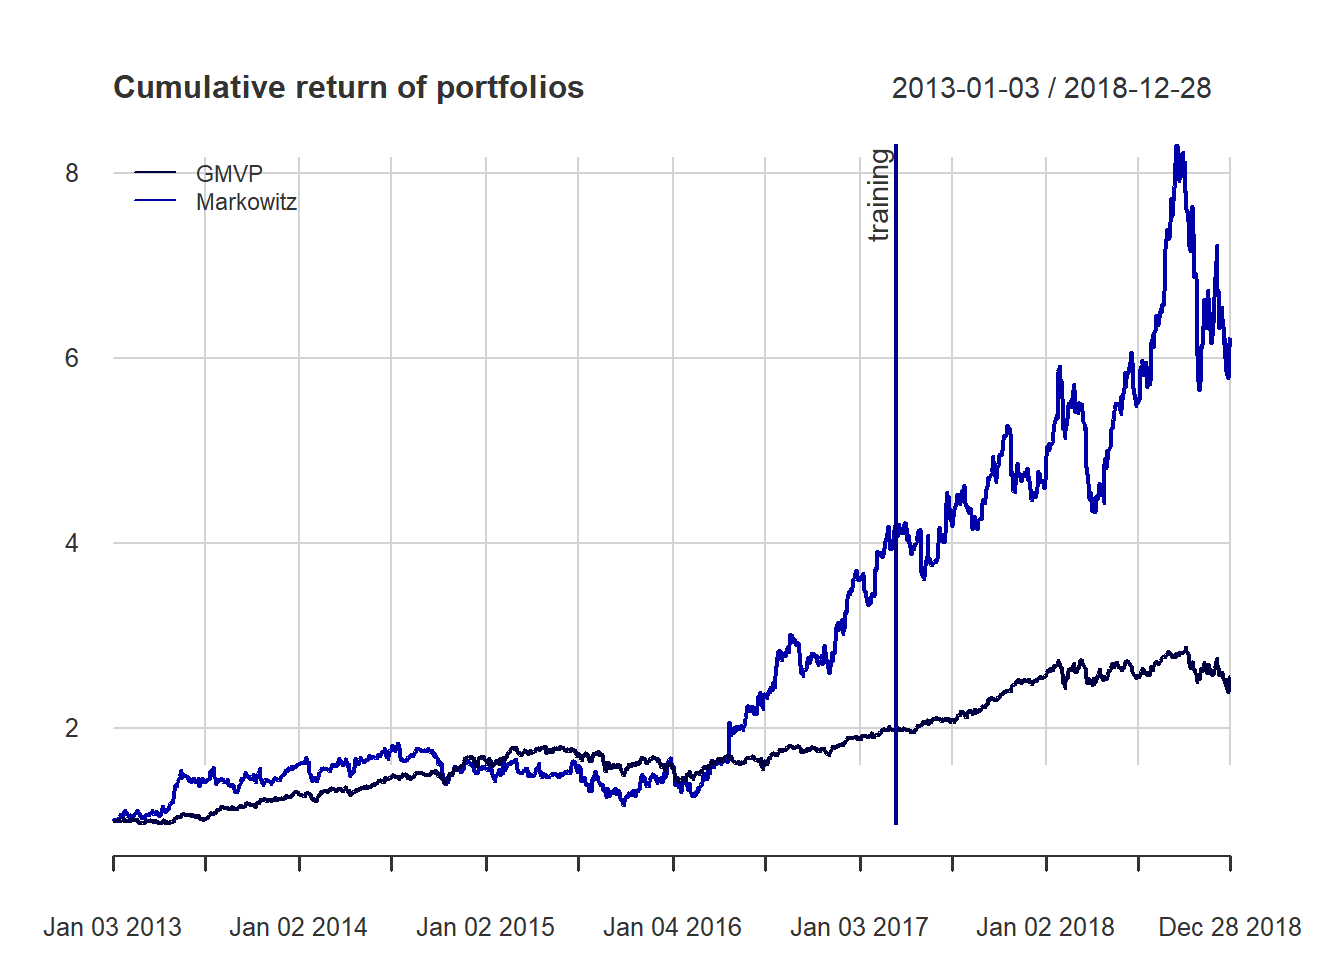 Cumulative return of portfolios
2013-01-03 / 2018-12-28
GMVP
Markowitz
training
8
6
4
2
Jan 03 2013
Jan 02 2014
Jan 02 2015
Jan 04 2016
Jan 03 2017
Jan 02 2018
Dec 28 2018